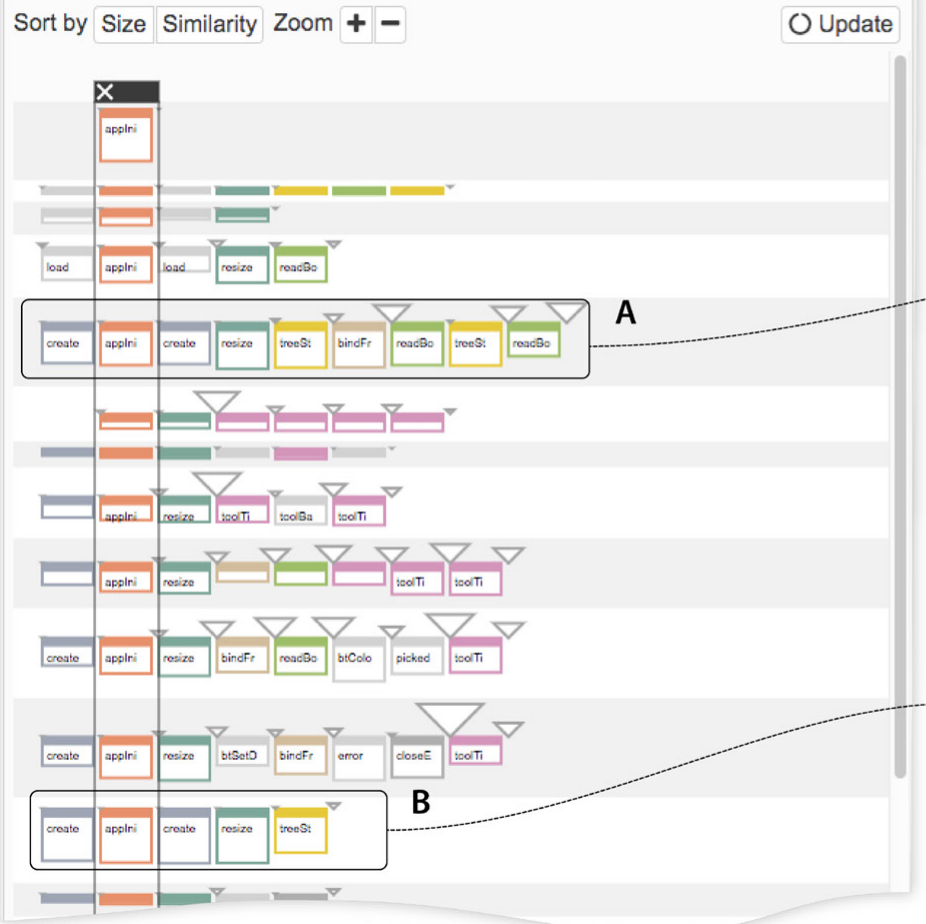 Sort by Size Similarity Zoom + − Update
appIni
load appIni load resize readBo
A
create appIni create resize treeSt bindFr readBo treeSt readBo
appIni resize toolTi toolBa toolTi
appIni resize toolTi toolTi
create appIni resize bindFr readBo btColo picked toolTi
create appIni resize btSetD bindFr error closeE toolTi
B
create appIni create resize treeSt